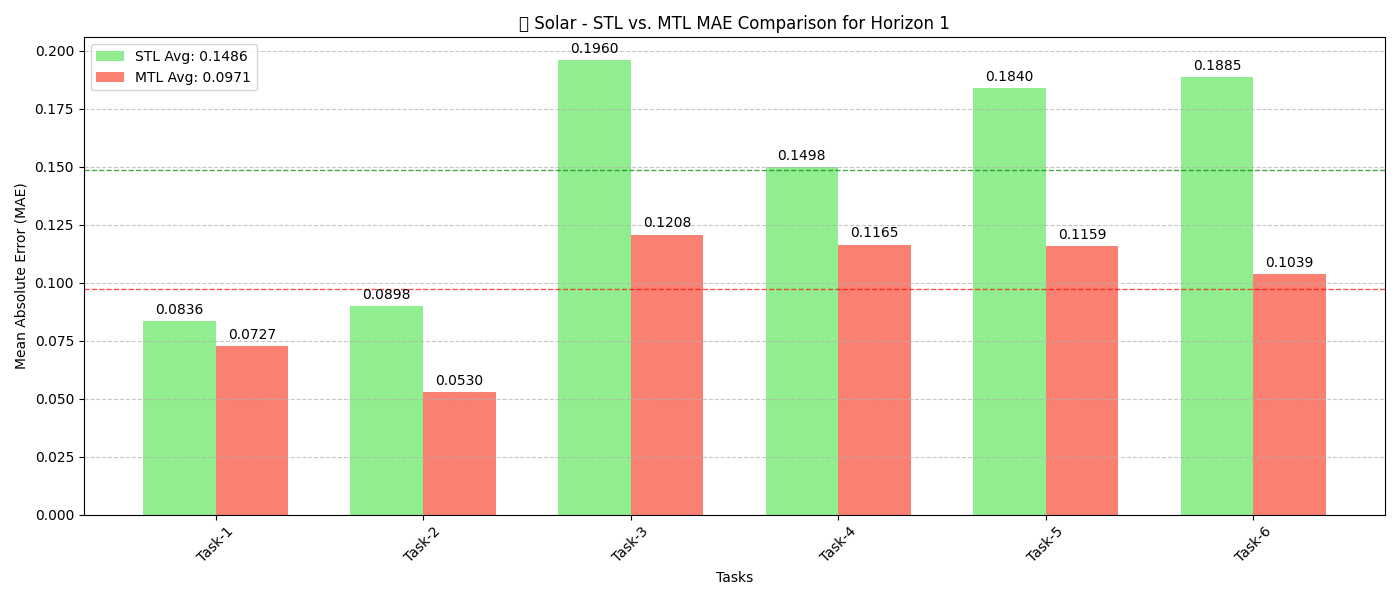 ▯ Solar - STL vs. MTL MAE Comparison for Horizon 1
STL Avg: 0.1486
MTL Avg: 0.0971
Mean Absolute Error (MAE)
0.200
0.175
0.150
0.125
0.100
0.075
0.050
0.025
0.000
0.0836
0.0727
0.0898
0.0530
0.1960
0.1208
0.1498
0.1165
0.1840
0.1159
0.1885
0.1039
Task-1
Task-2
Task-3
Task-4
Task-5
Task-6
Tasks